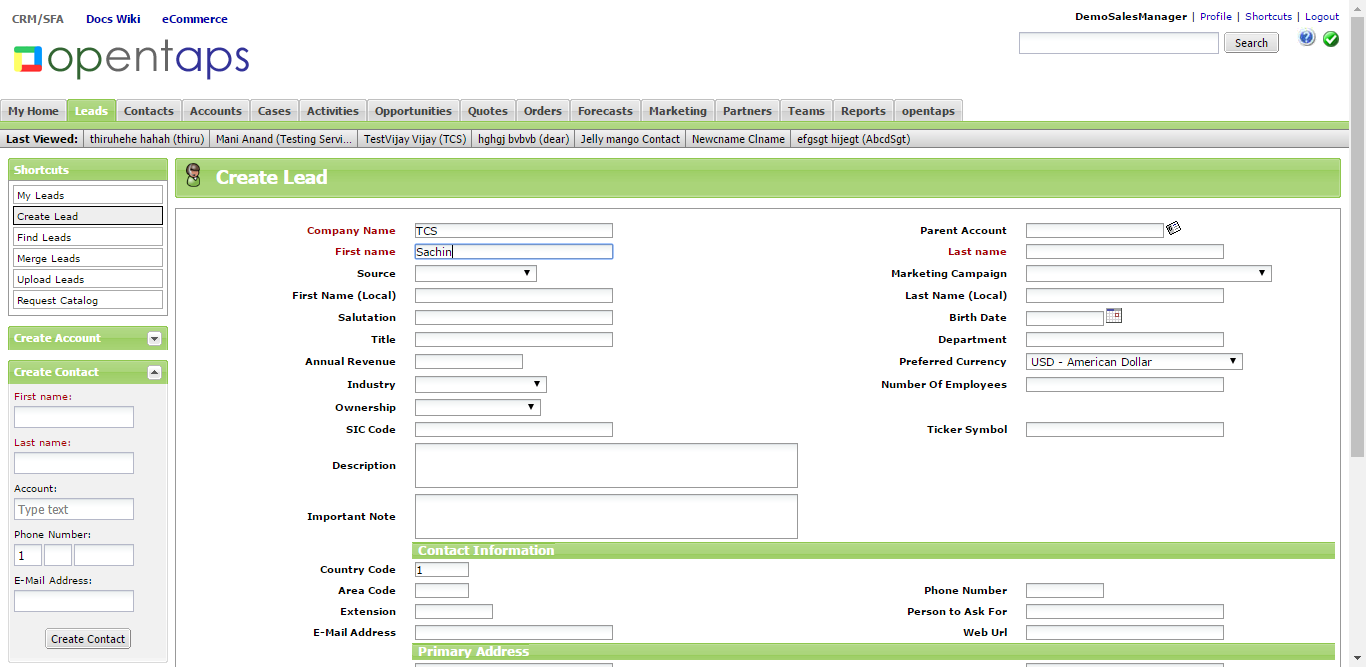 CRM/SFA Docs Wiki eCommerce
DemoSalesManager | Profile | Shortcuts | Logout
opentaps
Search
My Home Leads Contacts Accounts Cases Activities Opportunities Quotes Orders Forecasts Marketing Partners Teams Reports opentaps
Last Viewed: thiruhehe hahah (thiru) Mani Anand (Testing Servi... TestVijay Vijay (TCS) hghgj bvbvb (dear) Jelly mango Contact Newcname Clname efgsgt hijegt (AbcdSgt)
Shortcuts
My Leads
Create Lead
Find Leads
Merge Leads
Upload Leads
Request Catalog
Create Account
Create Contact
First name:
Last name:
Account:
Type text
Phone Number:
1
E-Mail Address:
Create Contact
Create Lead
Company Name TCS Parent Account
First name Sachin Last name
Source Marketing Campaign
First Name (Local) Last Name (Local)
Salutation Birth Date
Title Department
Annual Revenue Preferred Currency USD - American Dollar
Industry Number Of Employees
Ownership
SIC Code Ticker Symbol
Description
Important Note
Contact Information
Country Code 1
Area Code Phone Number
Extension Person to Ask For
E-Mail Address Web Url
Primary Address